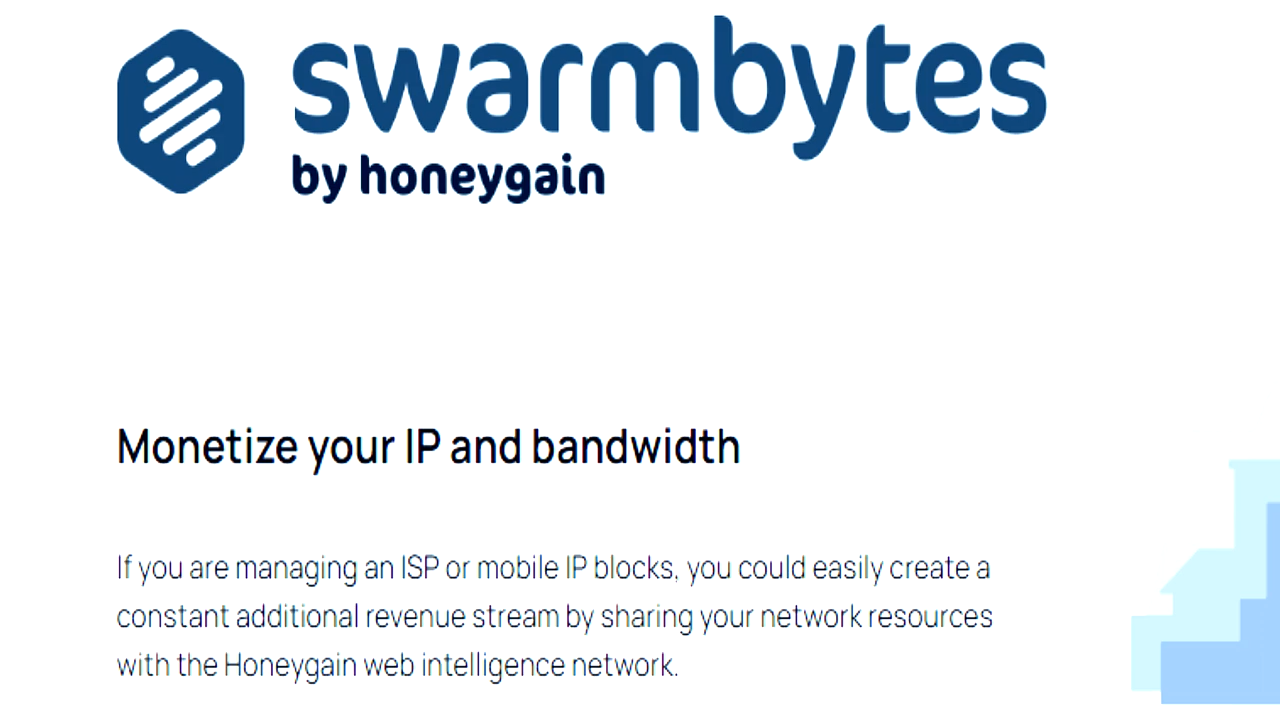 swarmbytes
by honeygain
Monetize your IP and bandwidth
If you are managing an ISP or mobile IP blocks, you could easily create a
constant additional revenue stream by sharing your network resources
with the Honeygain web intelligence network.